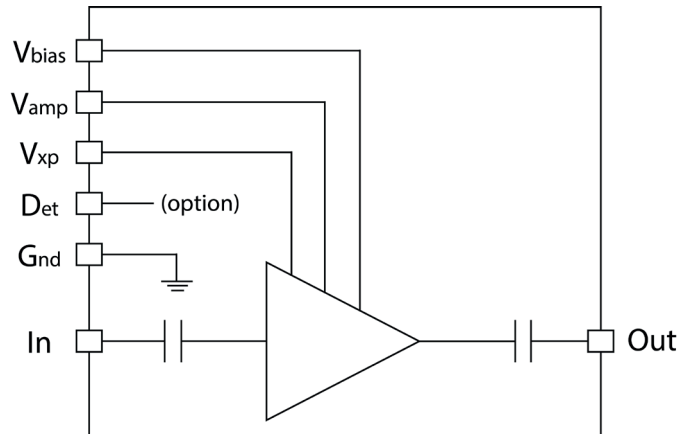 Vbias
Vamp
Vxp
Det (option)
Gnd
In
Out